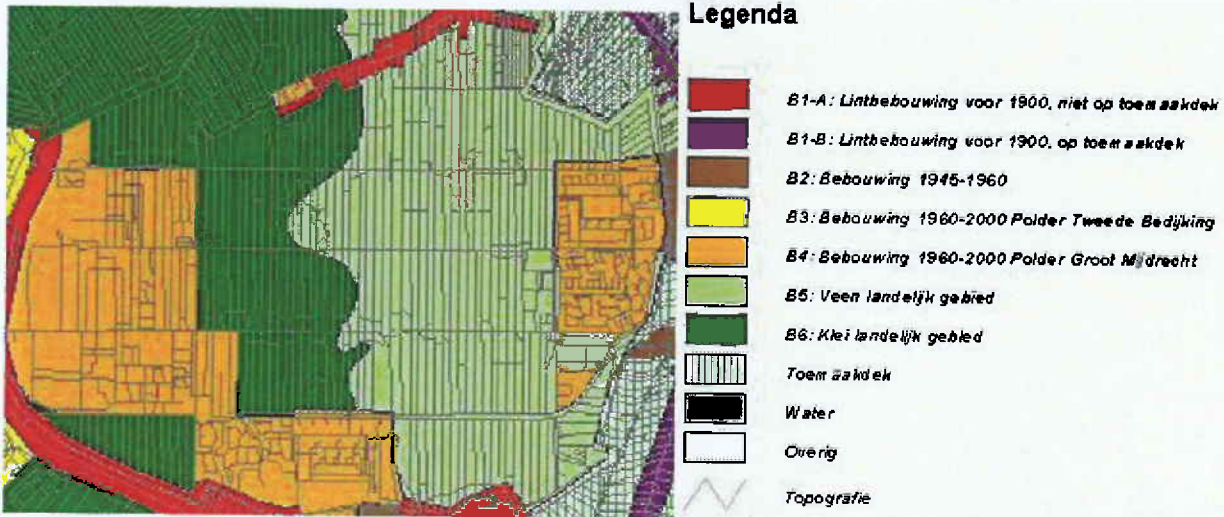 Legenda
B1-A: Lintbebouwing voor 1900, niet op toemaakdek
B1-B: Lintbebouwing voor 1900, op toemaakdek
B2: Bebouwing 1945-1960
B3: Bebouwing 1960-2000 Polder Tweede Bedijking
B4: Bebouwing 1960-2000 Polder Groot Mijdrecht
B5: Veen landelijk gebied
B6: Klei landelijk gebied
Toemaakdek
Water
Overig
Topografie